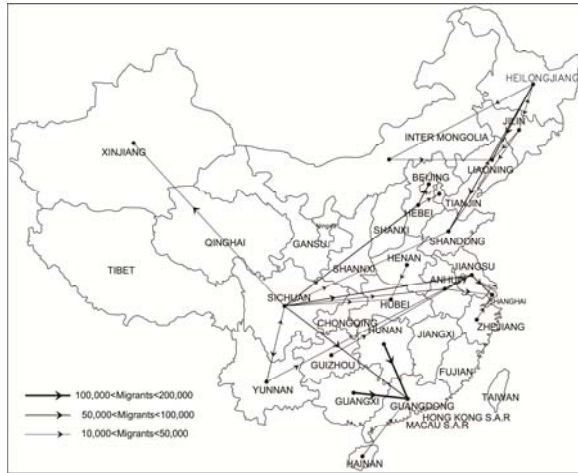 HEILONGJIANG
JILIN
INTER MONGOLIA
LIAONING
XINJIANG
BEIJING
TIANJIN
HEBEI
SHANXI
SHANDONG
QINGHAI
GANSU
HENAN
SHANNXI
TIBET
JIANGSU
ANHUI
SICHUAN
SHANGHAI
HUBEI
CHONGQING
ZHEJIANG
HUNAN
JIANGXI
GUIZHOU
FUJIAN
YUNNAN
TAIWAN
GUANGXI
GUANGDONG
HONG KONG S.A.R
MACAU S.A.R
HAINAN
100,000<Migrants<200,000
50,000<Migrants<100,000
10,000<Migrants<50,000